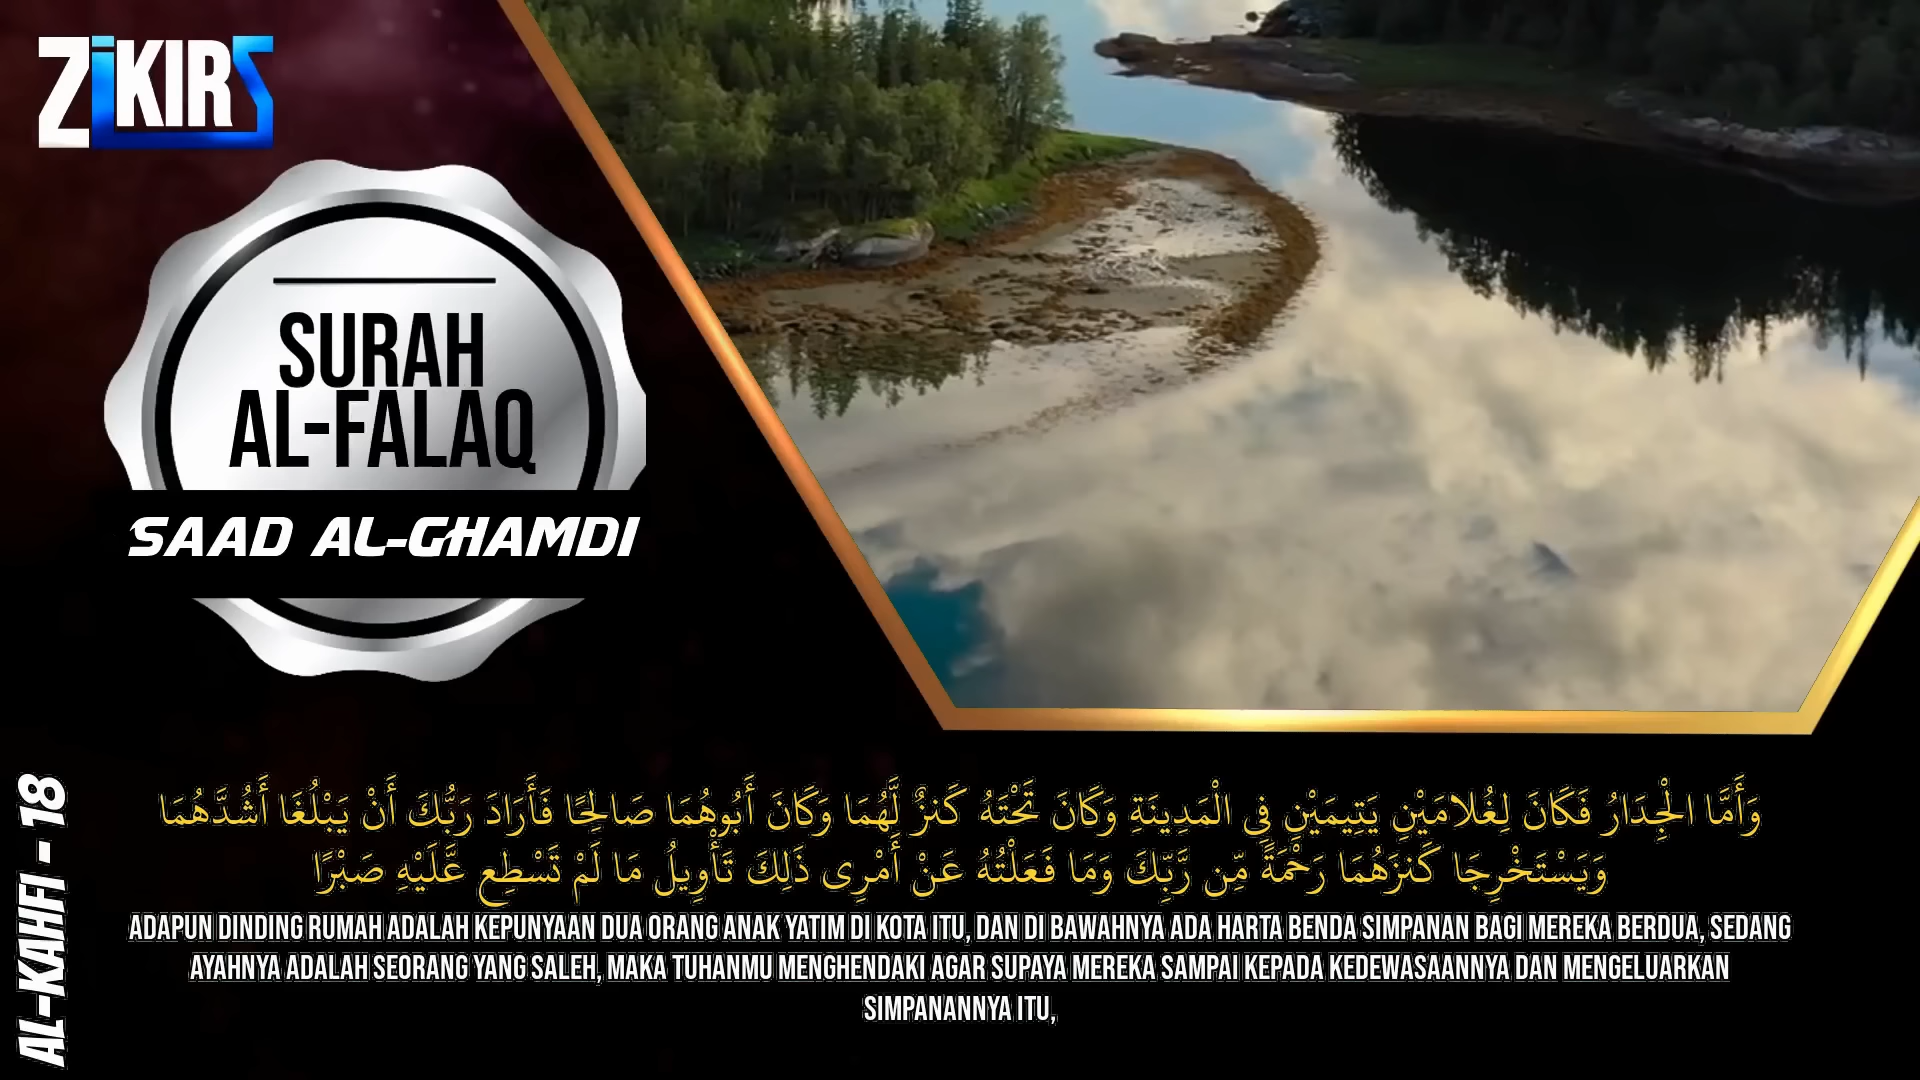 ZIKIRS
SURAH
AL-FALAQ
SAAD AL-GHAMDI
AL-KAHFI - 18
وَأَمَّا الْجِدَارُ فَكَانَ لِغُلَامَيْنِ يَتِيمَيْنِ فِي الْمَدِينَةِ وَكَانَ تَحْتَهُ كَنزٌ لَّهُمَا وَكَانَ أَبُوهُمَا صَالِحًا فَأَرَادَ رَبُّكَ أَنْ يَبْلُغَا أَشُدَّهُمَا
وَيَسْتَخْرِجَا كَنزَهُمَا رَحْمَةً مِّن رَّبِّكَ وَمَا فَعَلْتُهُ عَنْ أَمْرِى ذَلِكَ تَأْوِيلُ مَا لَمْ تَسْطِع عَّلَيْهِ صَبْرًا
ADAPUN DINDING RUMAH ADALAH KEPUNYAAN DUA ORANG ANAK YATIM DI KOTA ITU, DAN DI BAWAHNYA ADA HARTA BENDA SIMPANAN BAGI MEREKA BERDUA, SEDANG
AYAHNYA ADALAH SEORANG YANG SALEH, MAKA TUHANMU MENGHENDAKI AGAR SUPAYA MEREKA SAMPAI KEPADA KEDEWASAANNYA DAN MENGELUARKAN
SIMPANANNYA ITU,